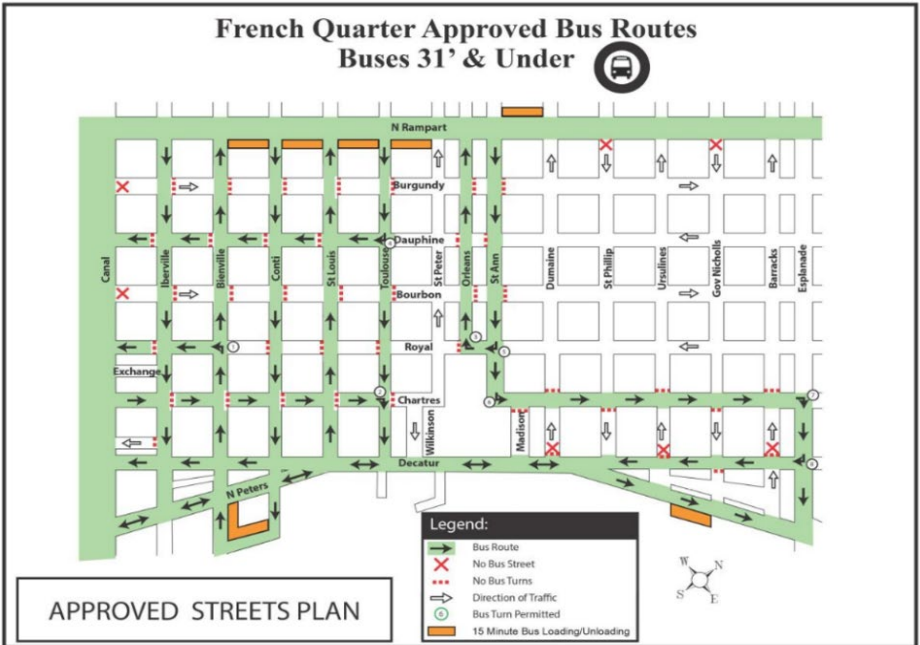 French Quarter Approved Bus Routes
Buses 31’ & Under
N Rampart
Burgundy
Dauphine
Canal
Iberville
Bienville
Conti
St Louis
Toulouse
St Peter
Orleans
St Ann
Dumaine
St Phillip
Ursulines
Gov Nicholls
Barracks
Esplanade
Bourbon
Royal
Exchange
Chartres
Wilkinson
Madison
Decatur
N Peters
Legend:
Bus Route
No Bus Street
No Bus Turns
Direction of Traffic
Bus Turn Permitted
15 Minute Bus Loading/Unloading
W N
S E
APPROVED STREETS PLAN